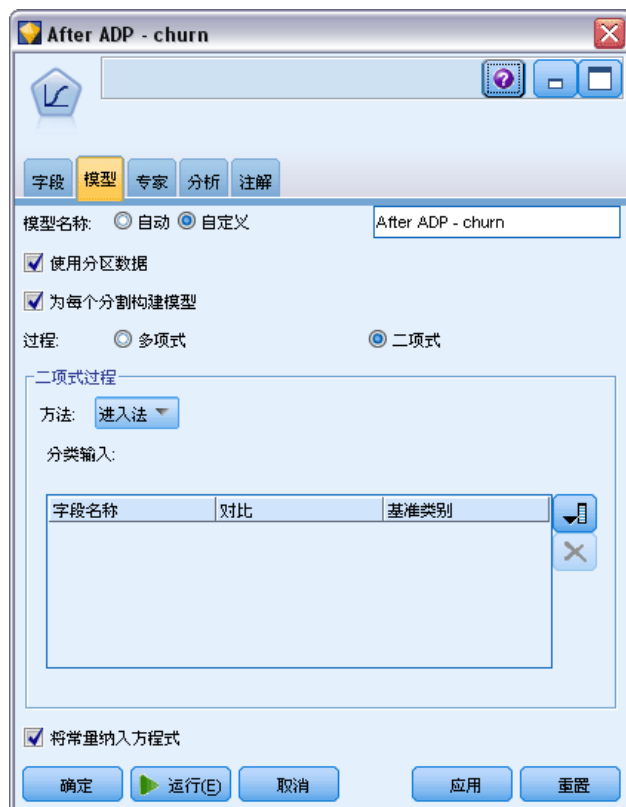 After ADP - churn
字段 模型 专家 分析 注解
模型名称: 自动 自定义 After ADP - churn
使用分区数据
为每个分割构建模型
过程: 多项式 二项式
二项式过程
方法: 进入法
分类输入:
字段名称 对比 基准类别
将常量纳入方程式
确定 运行(E) 取消 应用 重置